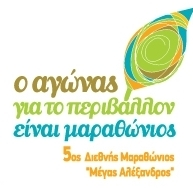 ο αγώνας
για το περιβάλλον
είναι μαραθώνιος
5ος Διεθνής Μαραθώνιος
"Μέγας Αλέξανδρος"